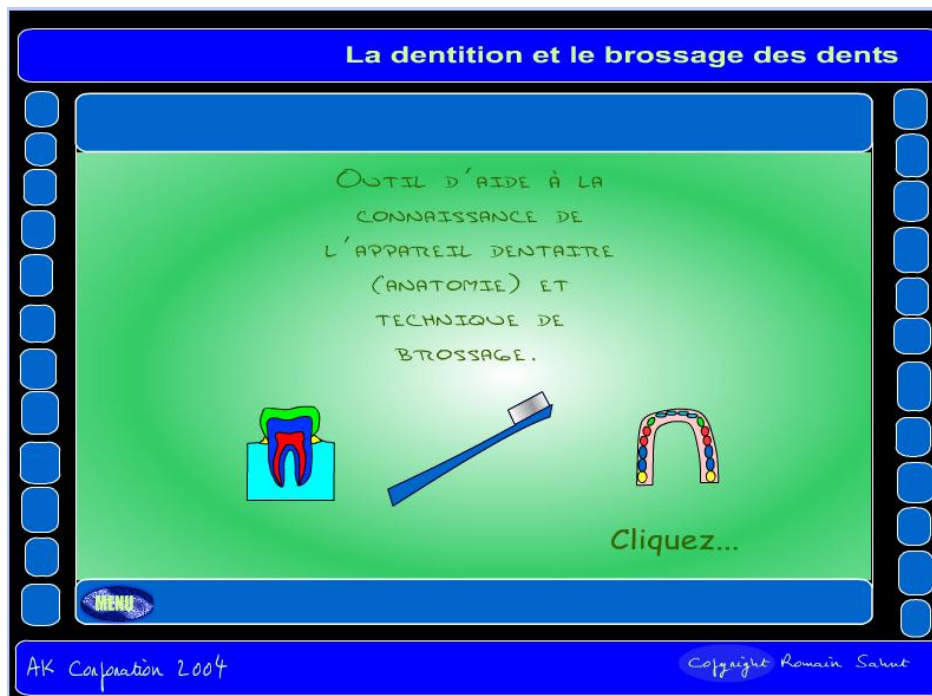 La dentition et le brossage des dents
OUTIL D'AIDE À LA
CONNAISSANCE DE
L'APPAREIL DENTAIRE
(ANATOMIE) ET
TECHNIQUE DE
BROSSAGE.
Cliquez...
MENU
AK Corporation 2004
Copyright Romain Sahut